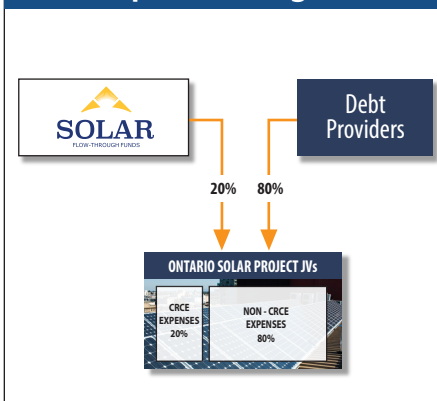 SOLAR
FLOW-THROUGH FUNDS
Debt
Providers
20%
80%
ONTARIO SOLAR PROJECT JVs
CRCE
EXPENSES
20%
NON - CRCE
EXPENSES
80%